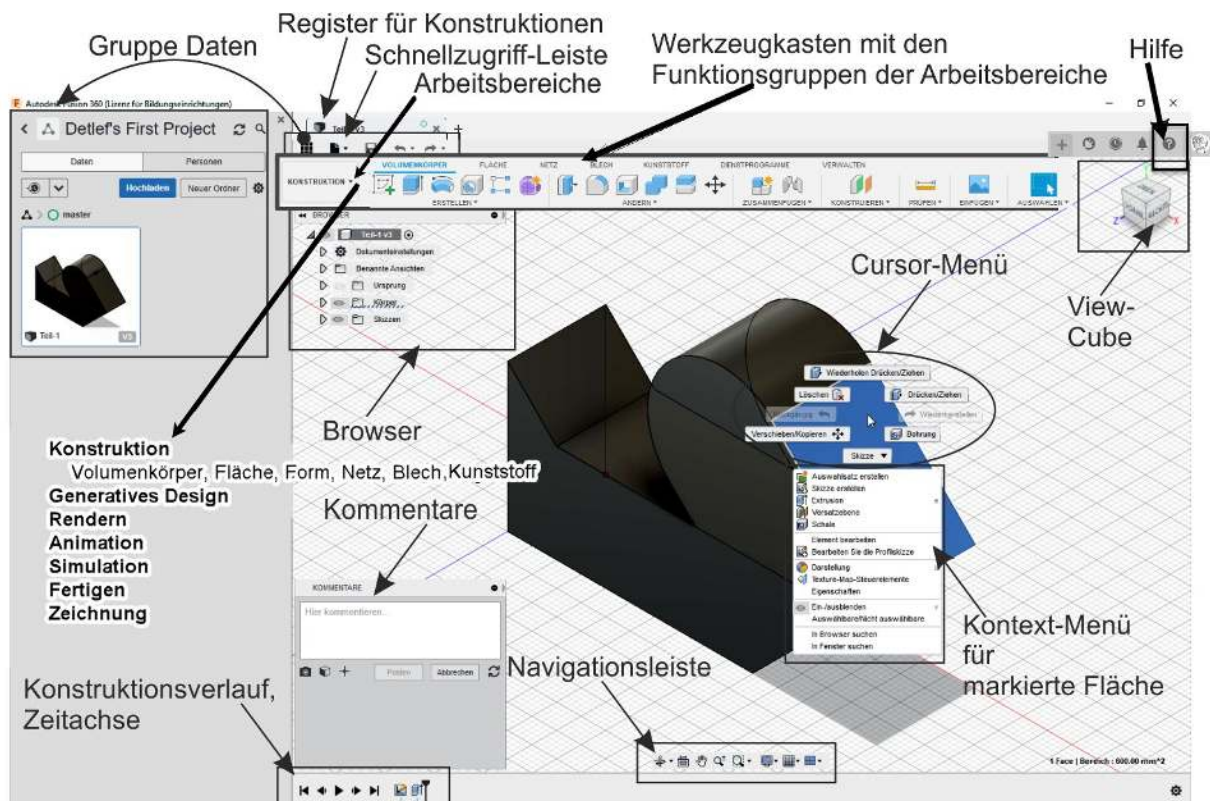 Register für Konstruktionen
Gruppe Daten
Schnellzugriff-Leiste
Arbeitsbereiche
Werkzeugkasten mit den
Funktionsgruppen der Arbeitsbereiche
Hilfe
Autodesk Fusion 360 (Lizenz für Bildungseinrichtungen)
Detlef's First Project
Daten Personen
Hochladen Neuer Ordner
master
Teil-1 V3
VOLUMENKÖRPER FLÄCHE NETZ BLECH KUNSTSTOFF DIENSTPROGRAMME VERWALTEN
KONSTRUKTION
ERSTELLEN ÄNDERN ZUSAMMENFÜGEN KONSTRUIEREN PRÜFEN EINFÜGEN AUSWÄHLEN
BROWSER
Teil-1 v3
Dokumenteinstellungen
Benannte Ansichten
Ursprung
Körper
Skizzen
Z X
View-
Cube
Cursor-Menü
Wiederholen Drücken/Ziehen
Löschen Drücken/Ziehen
Verschieben/Kopieren Bohrung
Skizze
Browser
Konstruktion
Volumenkörper, Fläche, Form, Netz, Blech, Kunststoff
Generatives Design
Rendern
Animation
Simulation
Fertigen
Zeichnung
Kommentare
KOMMENTARE
Hier kommentieren...
Posten Abbrechen
Auswahlsatz erstellen
Skizze erstellen
Extrusion
Versatzebene
Schale
Element bearbeiten
Bearbeiten Sie die Profilskizze
Darstellung
Texture-Map-Steuerelemente
Eigenschaften
Ein-/ausblenden
Auswählbare/Nicht auswählbare
In Browser suchen
In Fenster suchen
Kontext-Menü
für
markierte Fläche
Navigationsleiste
Konstruktionsverlauf,
Zeitachse
1 Face | Bereich : 600.00 mm^2